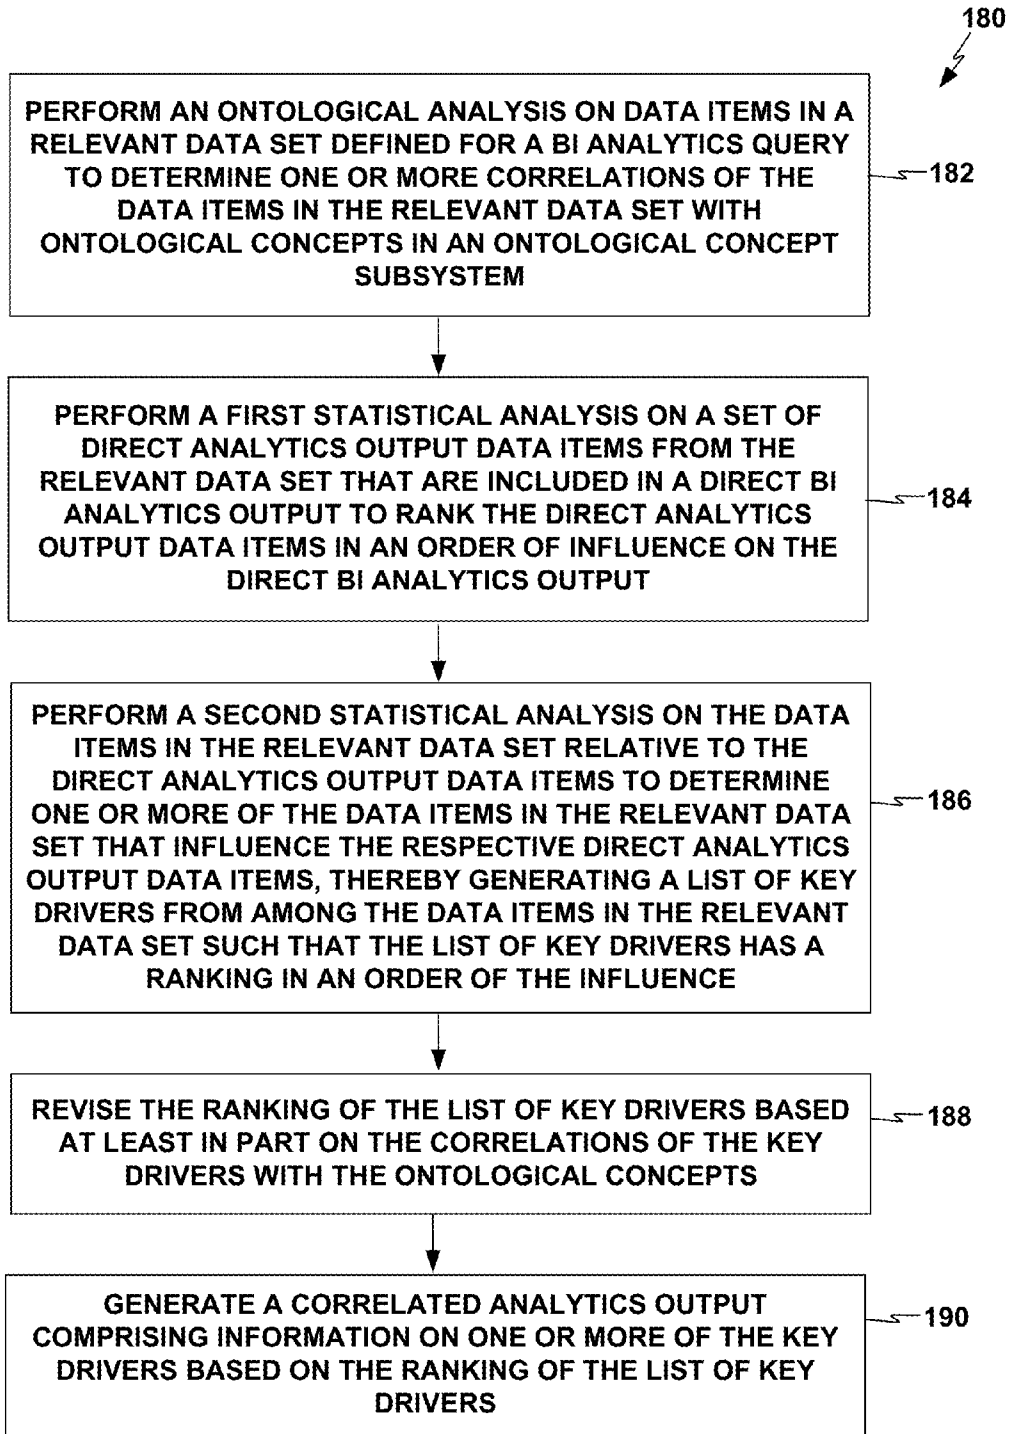 180
PERFORM AN ONTOLOGICAL ANALYSIS ON DATA ITEMS IN A
RELEVANT DATA SET DEFINED FOR A BI ANALYTICS QUERY
TO DETERMINE ONE OR MORE CORRELATIONS OF THE
DATA ITEMS IN THE RELEVANT DATA SET WITH
ONTOLOGICAL CONCEPTS IN AN ONTOLOGICAL CONCEPT
SUBSYSTEM
182
PERFORM A FIRST STATISTICAL ANALYSIS ON A SET OF
DIRECT ANALYTICS OUTPUT DATA ITEMS FROM THE
RELEVANT DATA SET THAT ARE INCLUDED IN A DIRECT BI
ANALYTICS OUTPUT TO RANK THE DIRECT ANALYTICS
OUTPUT DATA ITEMS IN AN ORDER OF INFLUENCE ON THE
DIRECT BI ANALYTICS OUTPUT
184
PERFORM A SECOND STATISTICAL ANALYSIS ON THE DATA
ITEMS IN THE RELEVANT DATA SET RELATIVE TO THE
DIRECT ANALYTICS OUTPUT DATA ITEMS TO DETERMINE
ONE OR MORE OF THE DATA ITEMS IN THE RELEVANT DATA
SET THAT INFLUENCE THE RESPECTIVE DIRECT ANALYTICS
OUTPUT DATA ITEMS, THEREBY GENERATING A LIST OF KEY
DRIVERS FROM AMONG THE DATA ITEMS IN THE RELEVANT
DATA SET SUCH THAT THE LIST OF KEY DRIVERS HAS A
RANKING IN AN ORDER OF THE INFLUENCE
186
REVISE THE RANKING OF THE LIST OF KEY DRIVERS BASED
AT LEAST IN PART ON THE CORRELATIONS OF THE KEY
DRIVERS WITH THE ONTOLOGICAL CONCEPTS
188
GENERATE A CORRELATED ANALYTICS OUTPUT
COMPRISING INFORMATION ON ONE OR MORE OF THE KEY
DRIVERS BASED ON THE RANKING OF THE LIST OF KEY
DRIVERS
190